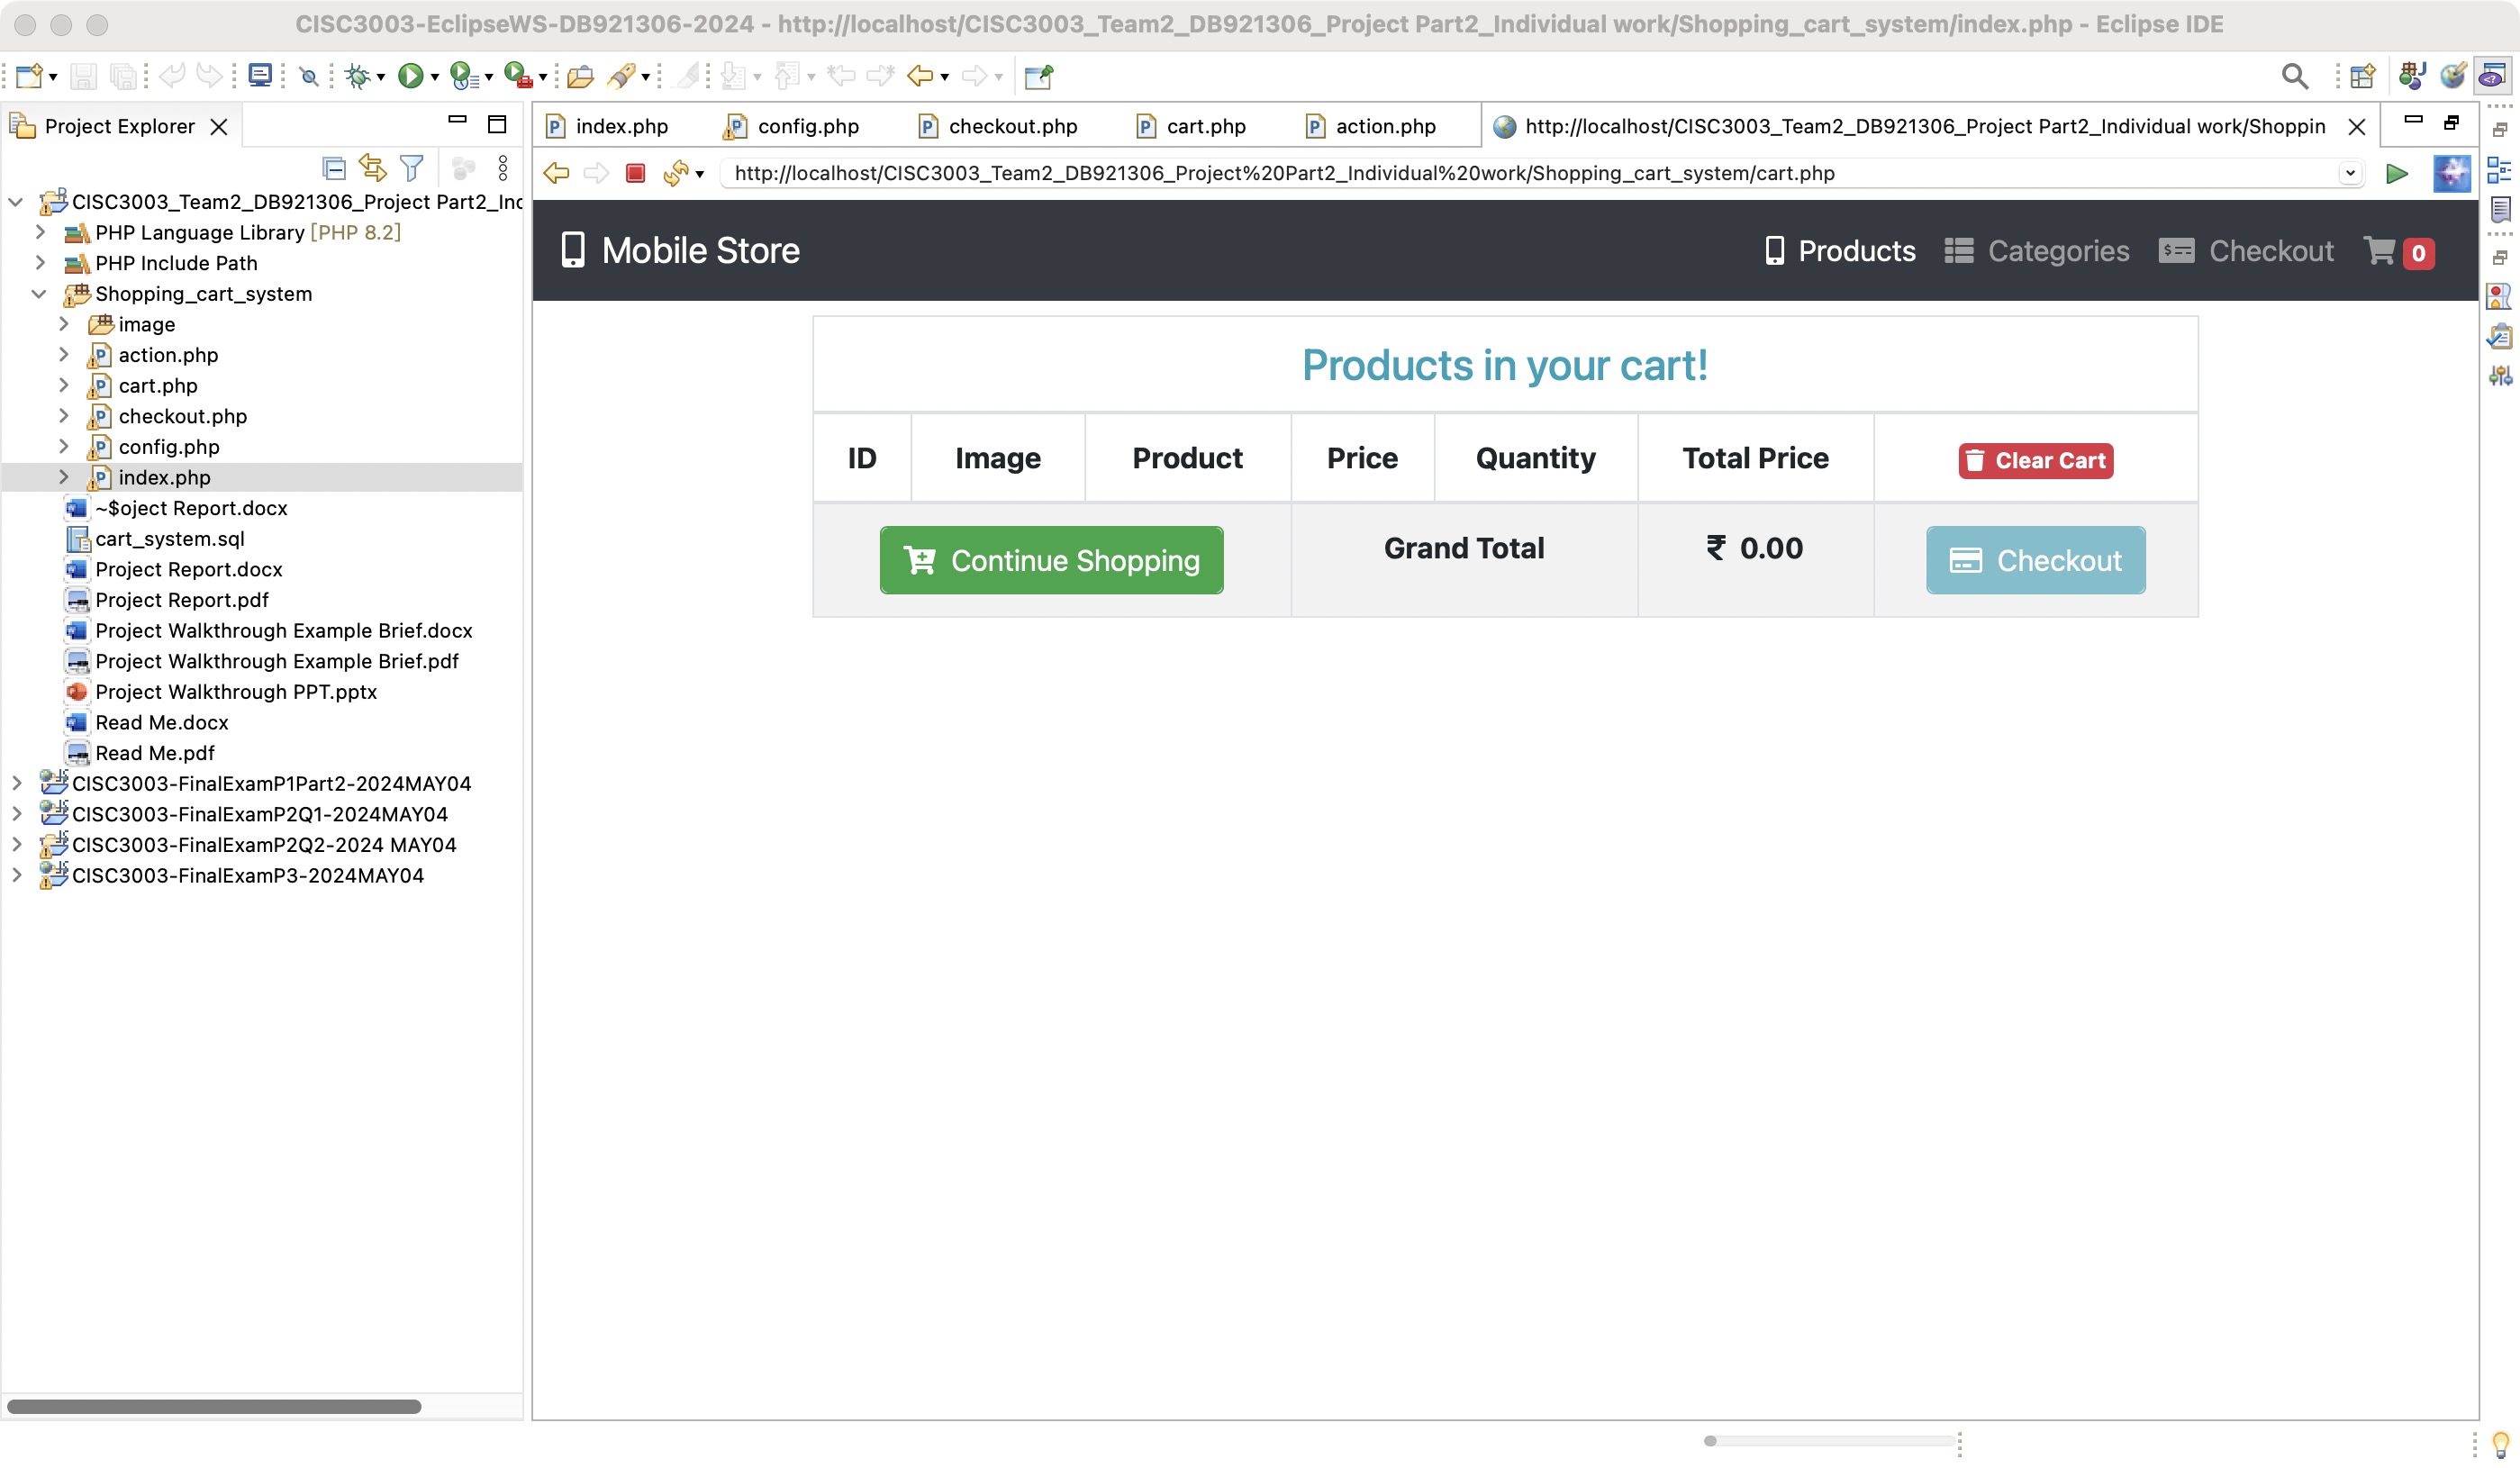 CISC3003-EclipseWS-DB921306-2024 - http://localhost/CISC3003_Team2_DB921306_Project Part2_Individual work/Shopping_cart_system/index.php - Eclipse IDE
Project Explorer
CISC3003_Team2_DB921306_Project Part2_Ind
PHP Language Library [PHP 8.2]
PHP Include Path
Shopping_cart_system
image
action.php
cart.php
checkout.php
config.php
index.php
~$oject Report.docx
cart_system.sql
Project Report.docx
Project Report.pdf
Project Walkthrough Example Brief.docx
Project Walkthrough Example Brief.pdf
Project Walkthrough PPT.pptx
Read Me.docx
Read Me.pdf
CISC3003-FinalExamP1Part2-2024MAY04
CISC3003-FinalExamP2Q1-2024MAY04
CISC3003-FinalExamP2Q2-2024 MAY04
CISC3003-FinalExamP3-2024MAY04
index.php config.php checkout.php cart.php action.php http://localhost/CISC3003_Team2_DB921306_Project Part2_Individual work/Shoppin
http://localhost/CISC3003_Team2_DB921306_Project%20Part2_Individual%20work/Shopping_cart_system/cart.php
Mobile Store Products Categories Checkout 0
Products in your cart!
ID Image Product Price Quantity Total Price Clear Cart
Continue Shopping Grand Total ₹ 0.00 Checkout